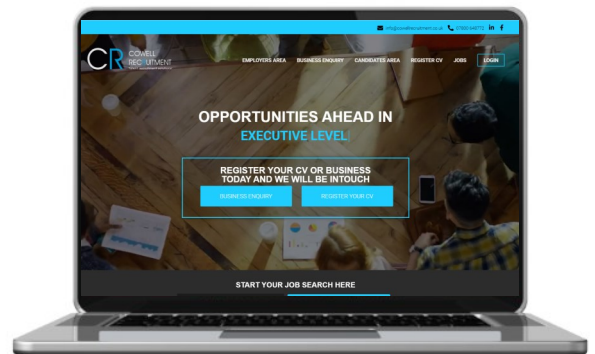 info@cowellrecruitment.co.uk
COWELL
REC UITMENT
EMPLOYERS AREA BUSINESS ENQUIRY CANDIDATES AREA REGISTER CV JOBS LOGIN
OPPORTUNITIES AHEAD IN
EXECUTIVE LEVEL
REGISTER YOUR CV OR BUSINESS
TODAY AND WE WILL BE INTOUCH
BUSINESS ENQUIRY REGISTER YOUR CV
START YOUR JOB SEARCH HERE